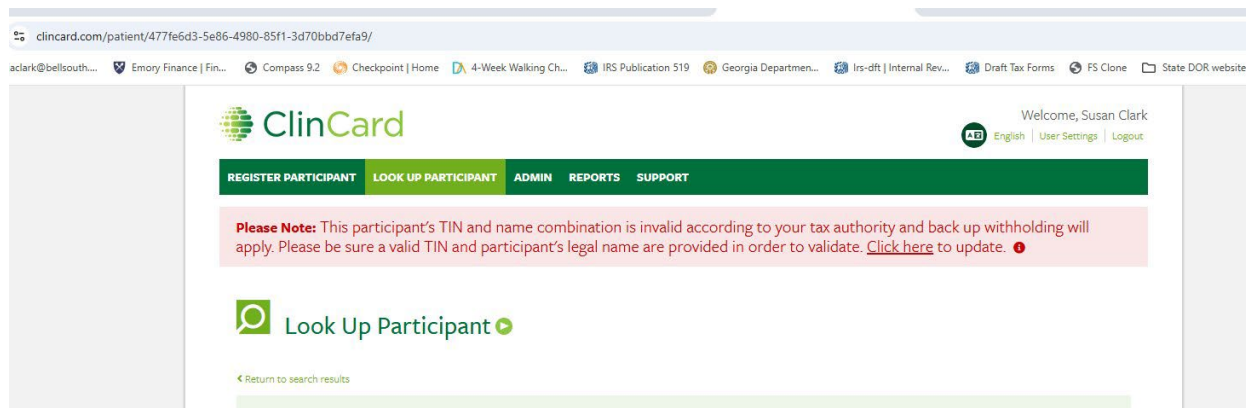 clincard.com/patient/477fe6d3-5e86-4980-85f1-3d70bbd7efa9/
aclark@bellsouth.... Emory Finance | Fin... Compass 9.2 Checkpoint | Home 4-Week Walking Ch... IRS Publication 519 Georgia Departmen... Irs-dft | Internal Rev... Draft Tax Forms FS Clone State DOR website
ClinCard
Welcome, Susan Clark
English | User Settings | Logout
REGISTER PARTICIPANT LOOK UP PARTICIPANT ADMIN REPORTS SUPPORT
Please Note: This participant's TIN and name combination is invalid according to your tax authority and back up withholding will
apply. Please be sure a valid TIN and participant's legal name are provided in order to validate. Click here to update.
Look Up Participant
Return to search results